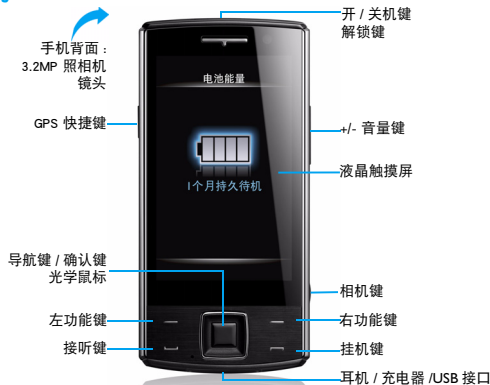 开 / 关机键
解锁键
手机背面：
3.2MP 照相机
镜头
电池能量
GPS 快捷键
+/- 音量键
液晶触摸屏
1个月持久待机
导航键 / 确认键
光学鼠标
相机键
左功能键
右功能键
接听键
挂机键
耳机 / 充电器 /USB 接口